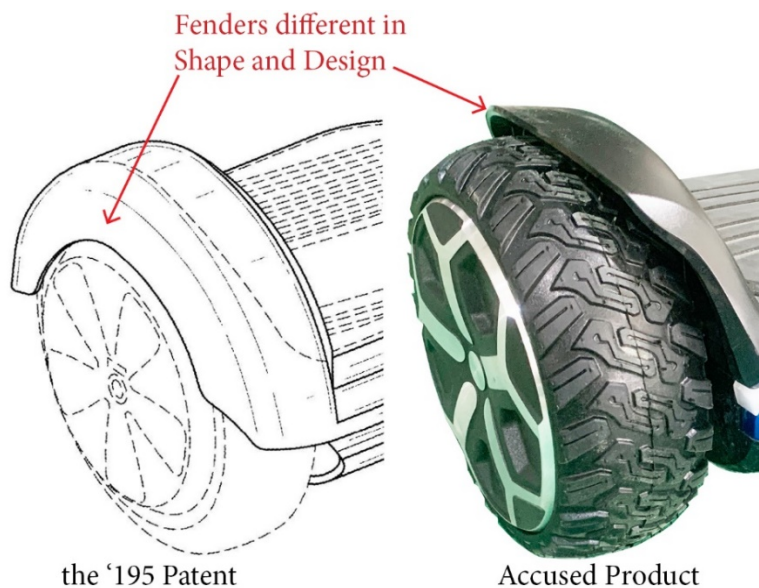 Fenders different in
Shape and Design
the ‘195 Patent
Accused Product